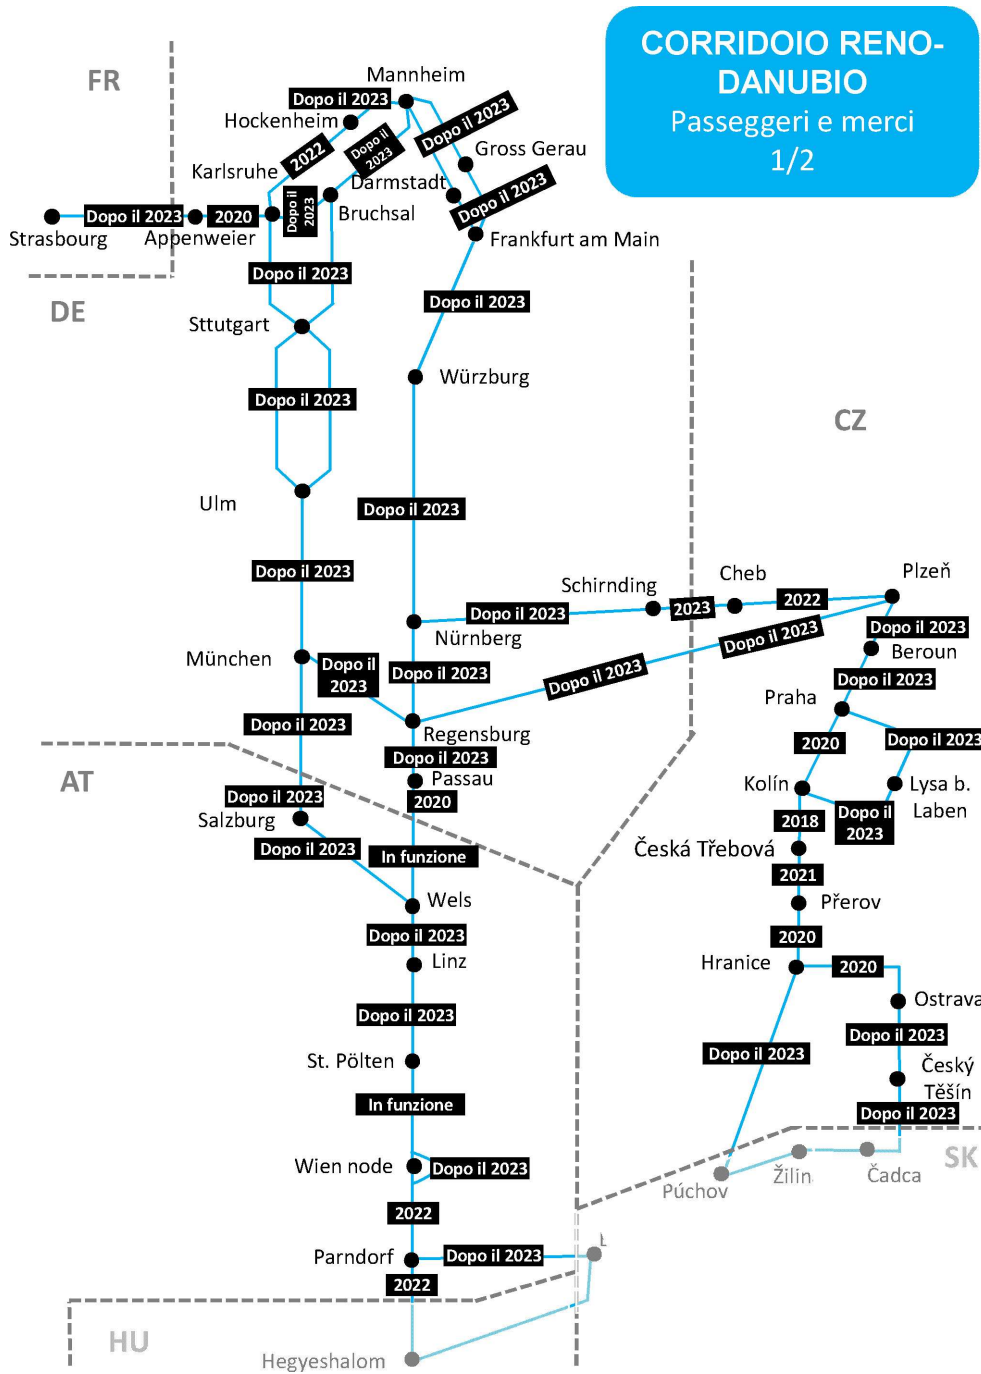 CORRIDOIO RENO-
DANUBIO
Passeggeri e merci
1/2
FR
Mannheim
Dopo il 2023
Dopo il 2023
Hockenheim
2022
Dopo il
2023
Gross Gerau
Karlsruhe
Darmstadt
Dopo il 2023
Dopo il
2023
Bruchsal
Dopo il 2023
2020
Strasbourg
Appenweier
Frankfurt am Main
Dopo il 2023
DE
Dopo il 2023
Sttutgart
Würzburg
Dopo il 2023
CZ
Ulm
Dopo il 2023
Dopo il 2023
Schirnding
Cheb
Plzeň
Dopo il 2023
2023
2022
Nürnberg
Dopo il 2023
Dopo il 2023
Beroun
München
Dopo il
2023
Dopo il 2023
Dopo il 2023
Dopo il 2023
Praha
Dopo il 2023
Regensburg
2020
Dopo il 2023
Dopo il 2023
AT
Passau
Kolín
Lysa b.
Laben
Dopo il 2023
2020
Dopo il
2023
Salzburg
2018
Dopo il 2023
In funzione
Česká Třebová
2021
Wels
Přerov
Dopo il 2023
2020
Linz
Hranice
2020
Ostrava
Dopo il 2023
Dopo il 2023
St. Pölten
Dopo il 2023
Český
Těšín
In funzione
Dopo il 2023
Wien node
Dopo il 2023
SK
Púchov
Žilin
Čadca
2022
Parndorf
Dopo il 2023
2022
HU
Hegyeshalom